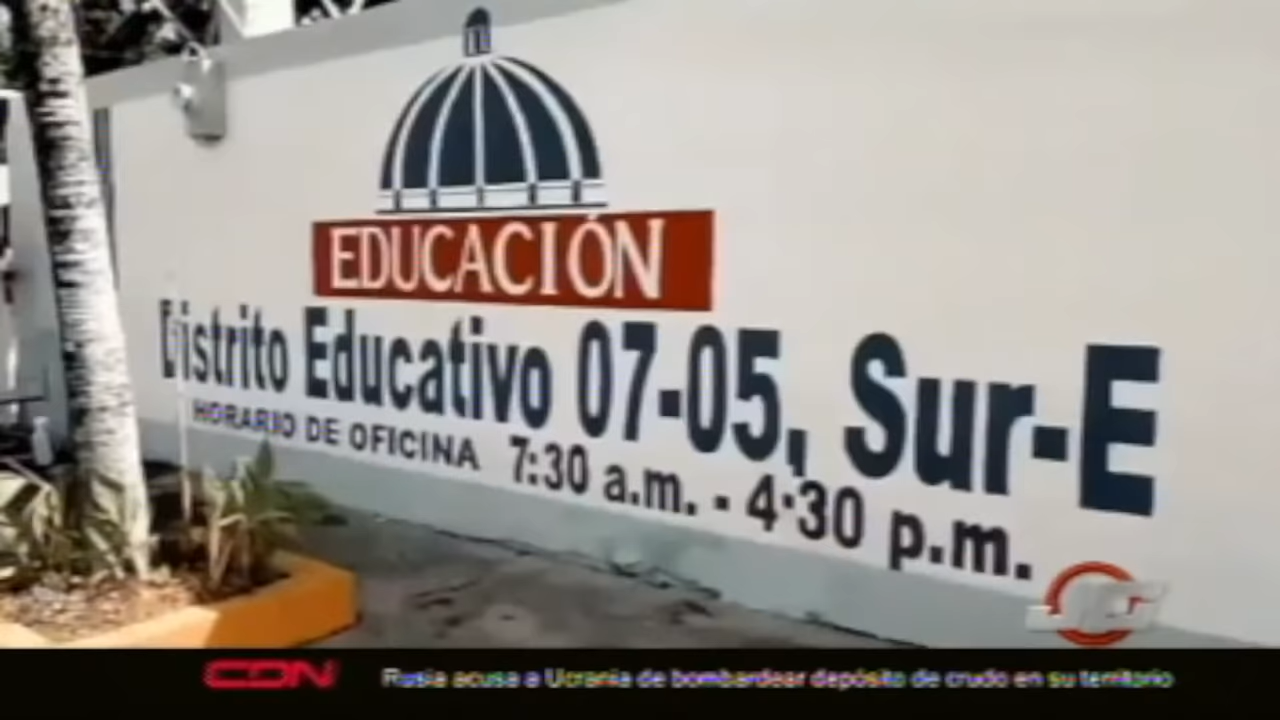 EDUCACIÓN
Distrito Educativo 07-05, Sur-E
HORARIO DE OFICINA 7:30 a.m. - 4:30 p.m.
CDN Rusia acusa a Ucrania de bombardear depósito de crudo en su territorio